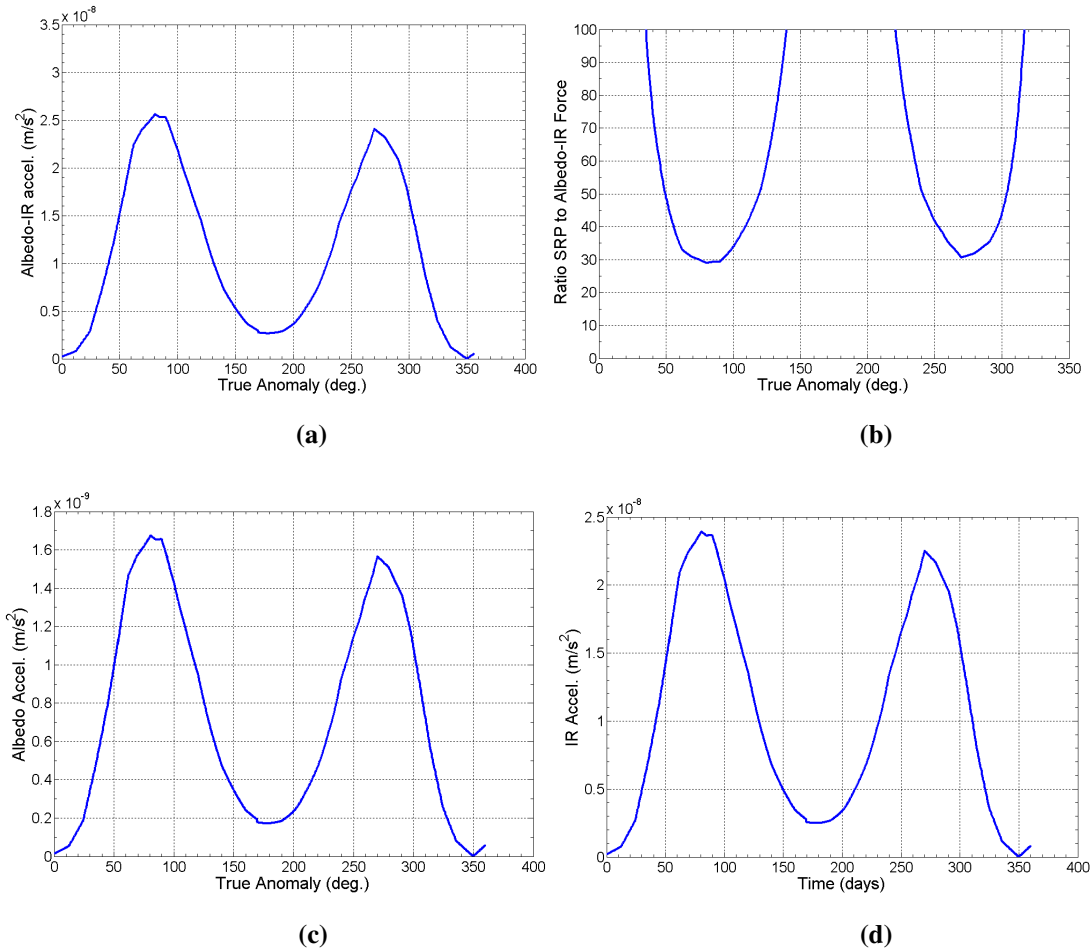 x 10^-8
3.5
3
2.5
2
1.5
1
0.5
0
Albedo-IR accel. (m/s^2)
0 50 100 150 200 250 300 350 400
True Anomaly (deg.)
(a)
100
90
80
70
60
50
40
30
20
10
0
Ratio SRP to Albedo-IR Force
0 50 100 150 200 250 300 350
True Anomaly (deg.)
(b)
x 10^-9
1.8
1.6
1.4
1.2
1
0.8
0.6
0.4
0.2
0
Albedo Accel. (m/s^2)
0 50 100 150 200 250 300 350 400
True Anomaly (deg.)
(c)
x 10^-8
2.5
2
1.5
1
0.5
0
IR Accel. (m/s^2)
0 50 100 150 200 250 300 350 400
Time (days)
(d)